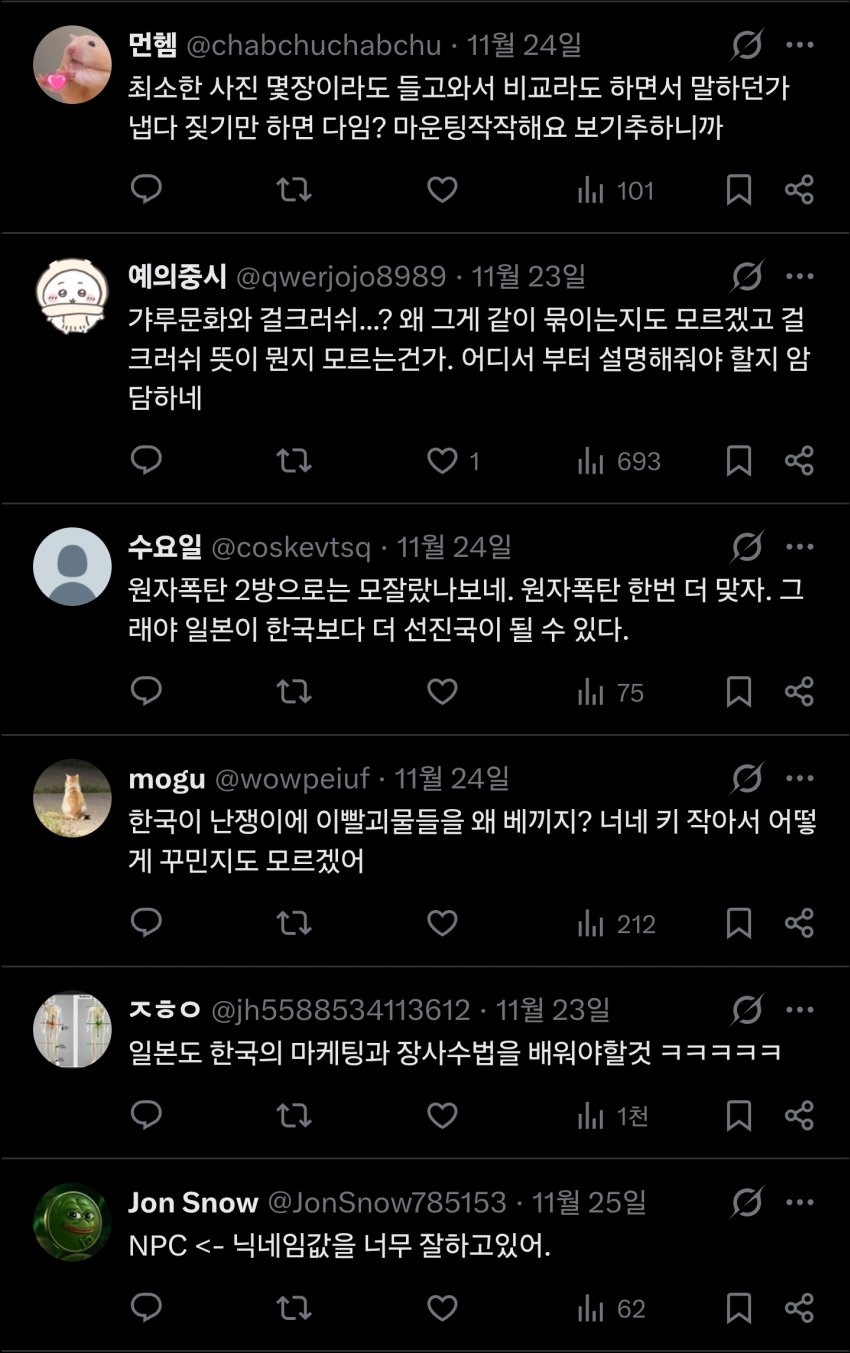 먼헴 @chabchuchabchu · 11월 24일
최소한 사진 몇장이라도 들고와서 비교라도 하면서 말하던가
냅다 짖기만 하면 다임? 마운팅작작해요 보기추하니까
101
예의중시 @qwerjojo8989 · 11월 23일
갸루문화와 걸크러쉬...? 왜 그게 같이 묶이는지도 모르겠고 걸
크러쉬 뜻이 뭔지 모르는건가. 어디서 부터 설명해줘야 할지 암
담하네
1 693
수요일 @coskevtsq · 11월 24일
원자폭탄 2방으로는 모잘랐나보네. 원자폭탄 한번 더 맞자. 그
래야 일본이 한국보다 더 선진국이 될 수 있다.
75
mogu @wowpeiuf · 11월 24일
한국이 난쟁이에 이빨괴물들을 왜 베끼지? 너네 키 작아서 어떻
게 꾸민지도 모르겠어
212
ㅈㅎㅇ @jh5588534113612 · 11월 23일
일본도 한국의 마케팅과 장사수법을 배워야할것 ㅋㅋㅋㅋㅋ
1천
Jon Snow @JonSnow785153 · 11월 25일
NPC <- 닉네임값을 너무 잘하고있어.
62